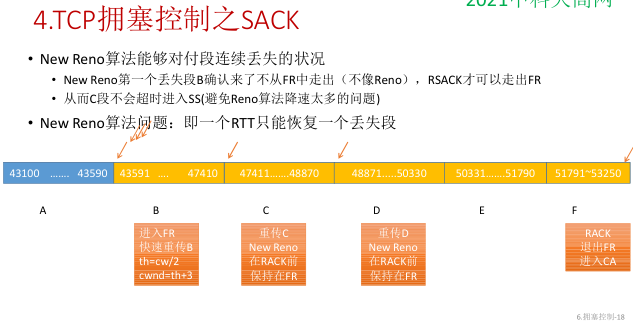 4.TCP拥塞控制之SACK
• New Reno算法能够对付段连续丢失的状况
• New Reno第一个丢失段B确认来了不从FR中走出（不像Reno），RSACK才可以走出FR
• 从而C段不会超时进入SS(避免Reno算法降速太多的问题)
• New Reno算法问题：即一个RTT只能恢复一个丢失段
43100 ....... 43590 43591 .... 47410 47411.......48870 48871.....50330 50331.......51790 51791~53250
A B C D E F
进入FR
快速重传B
th=cw/2
cwnd=th+3
重传C
New Reno
在RACK前
保持在FR
重传D
New Reno
在RACK前
保持在FR
RACK
退出FR
进入CA
6.拥塞控制-18